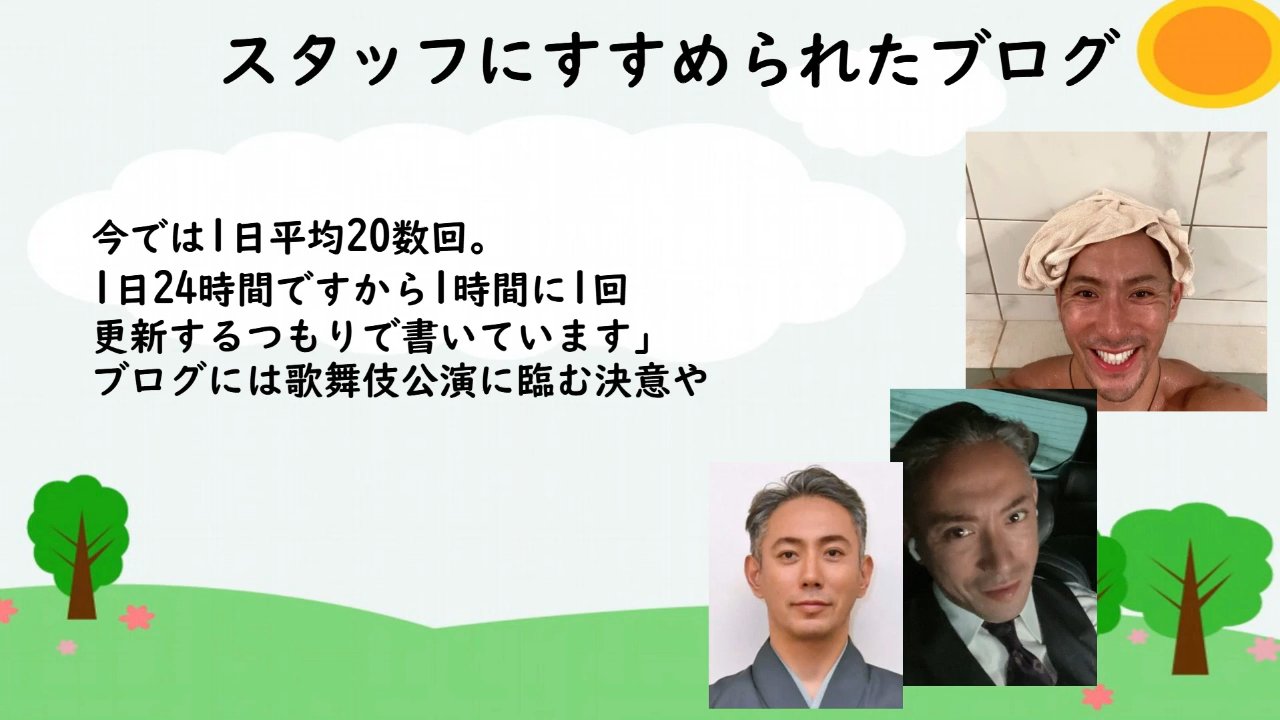 スタッフにすすめられたブログ
今では1日平均20数回。
1日24時間ですから1時間に1回
更新するつもりで書いています」
ブログには歌舞伎公演に臨む決意や